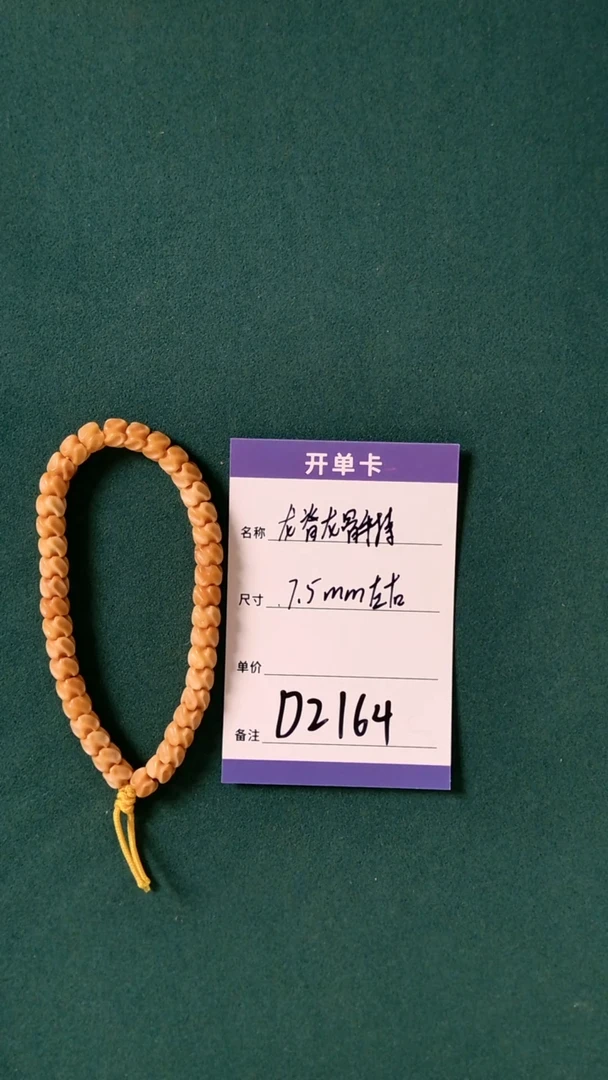 开单卡
名称 龙脊龙骨手持
尺寸 7.5mm左右
单价
备注 D2164